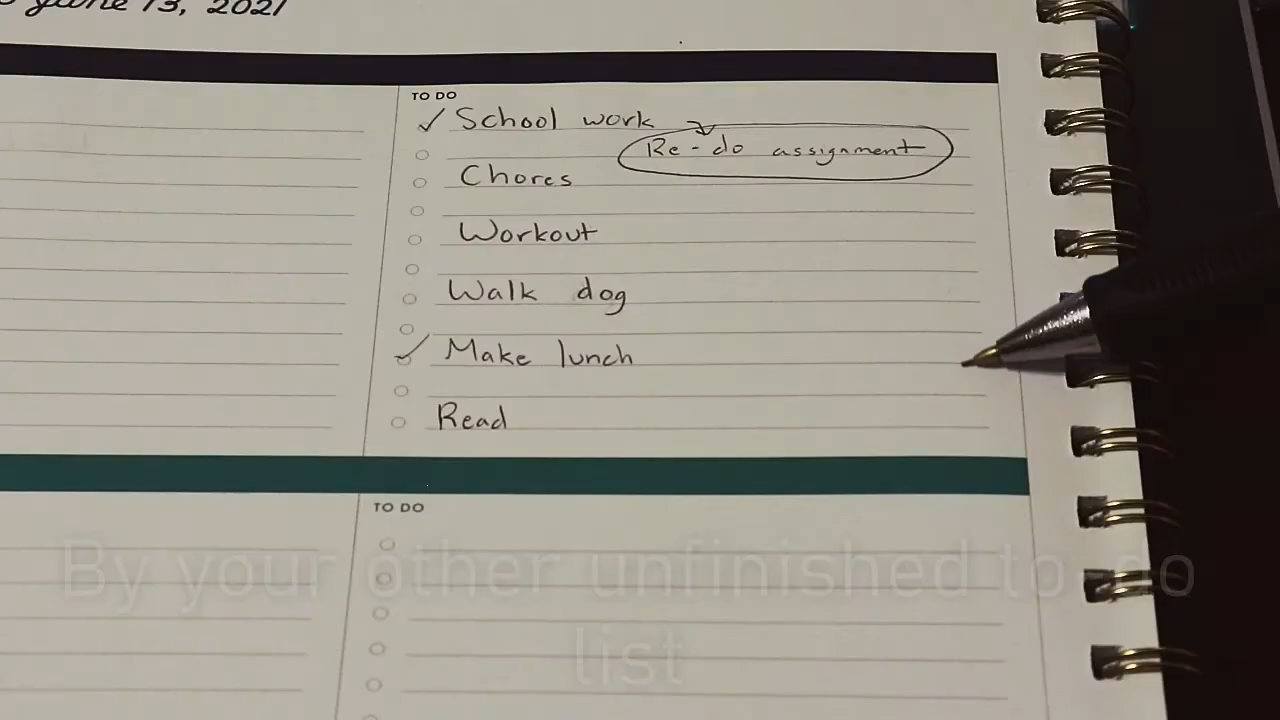 June 13, 2021
TO DO
✓ School work
Re-do assignment
Chores
Workout
Walk dog
✓ Make lunch
Read
TO DO
By your other unfinished to-do
list